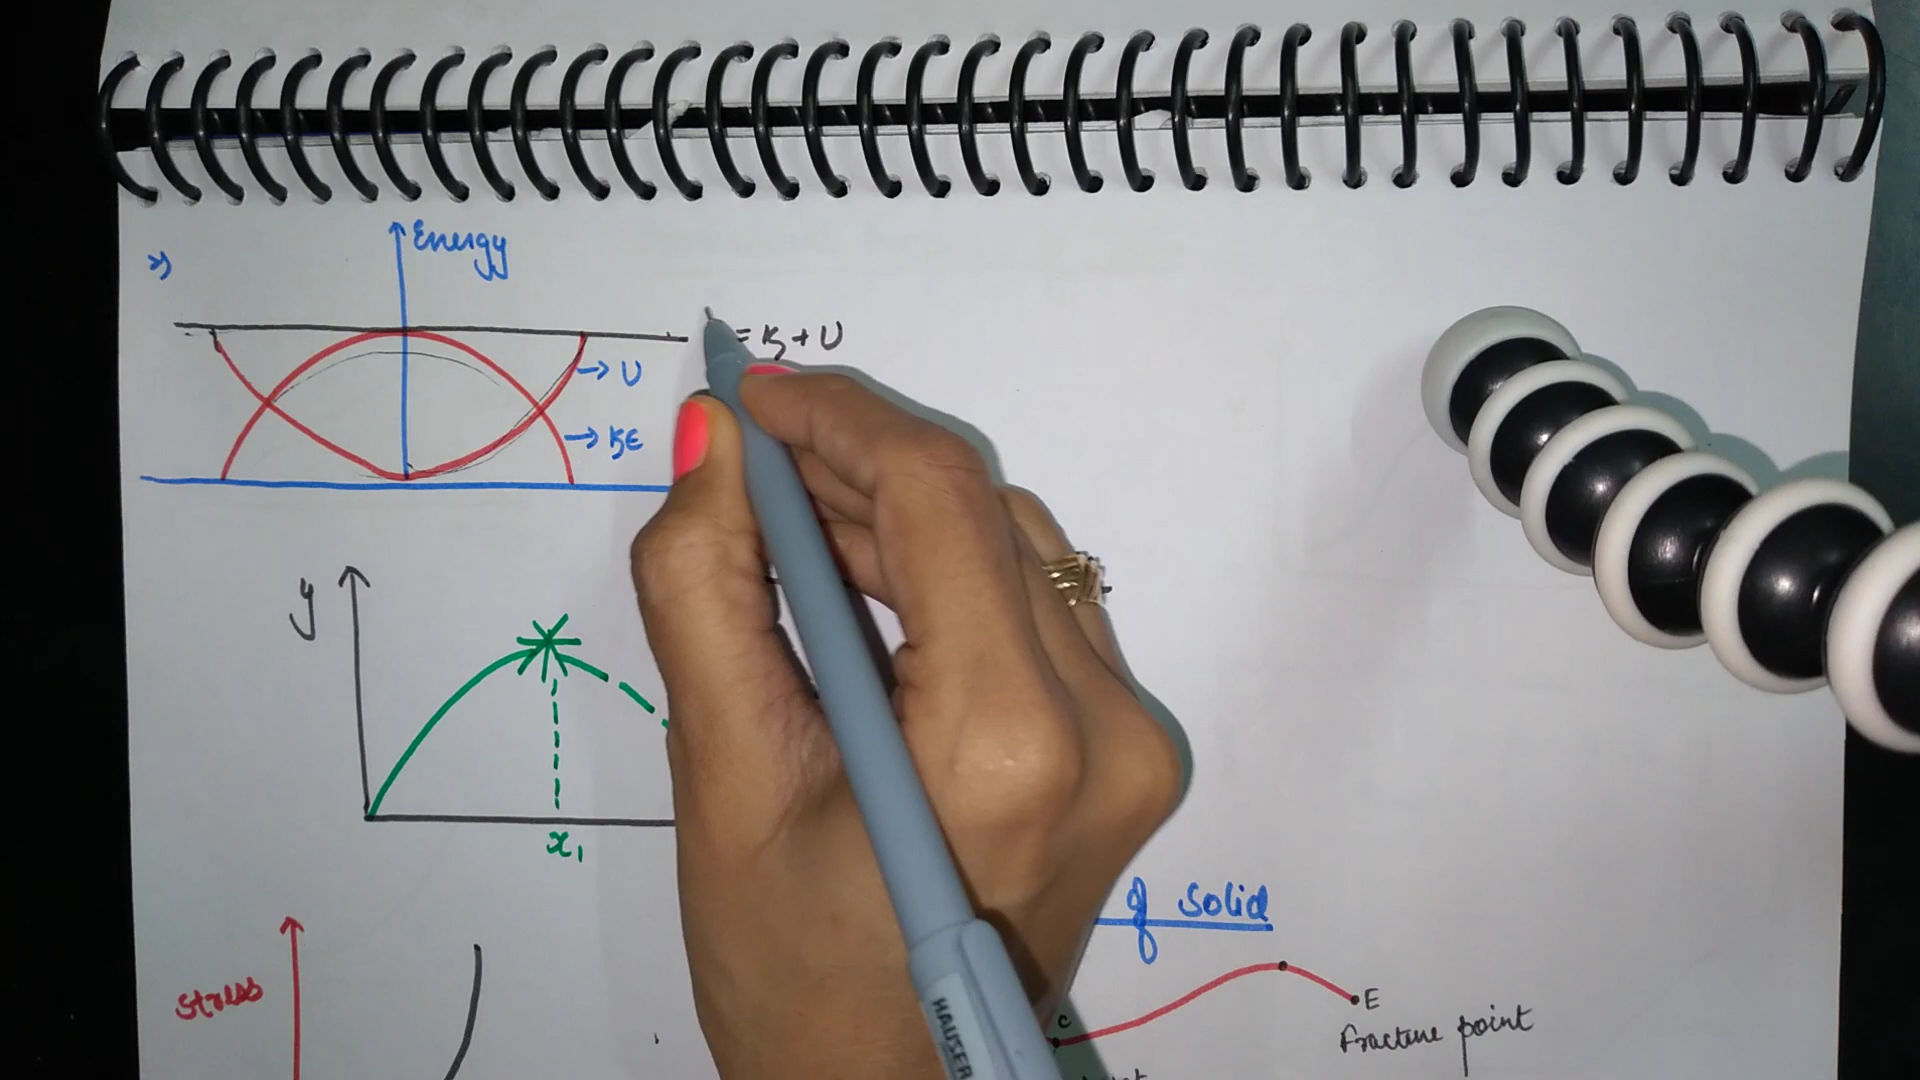 Energy
= K + U
→ U
→ KE
y
x₁
of Solid
Stress
C
E
Fracture point
HAUSER